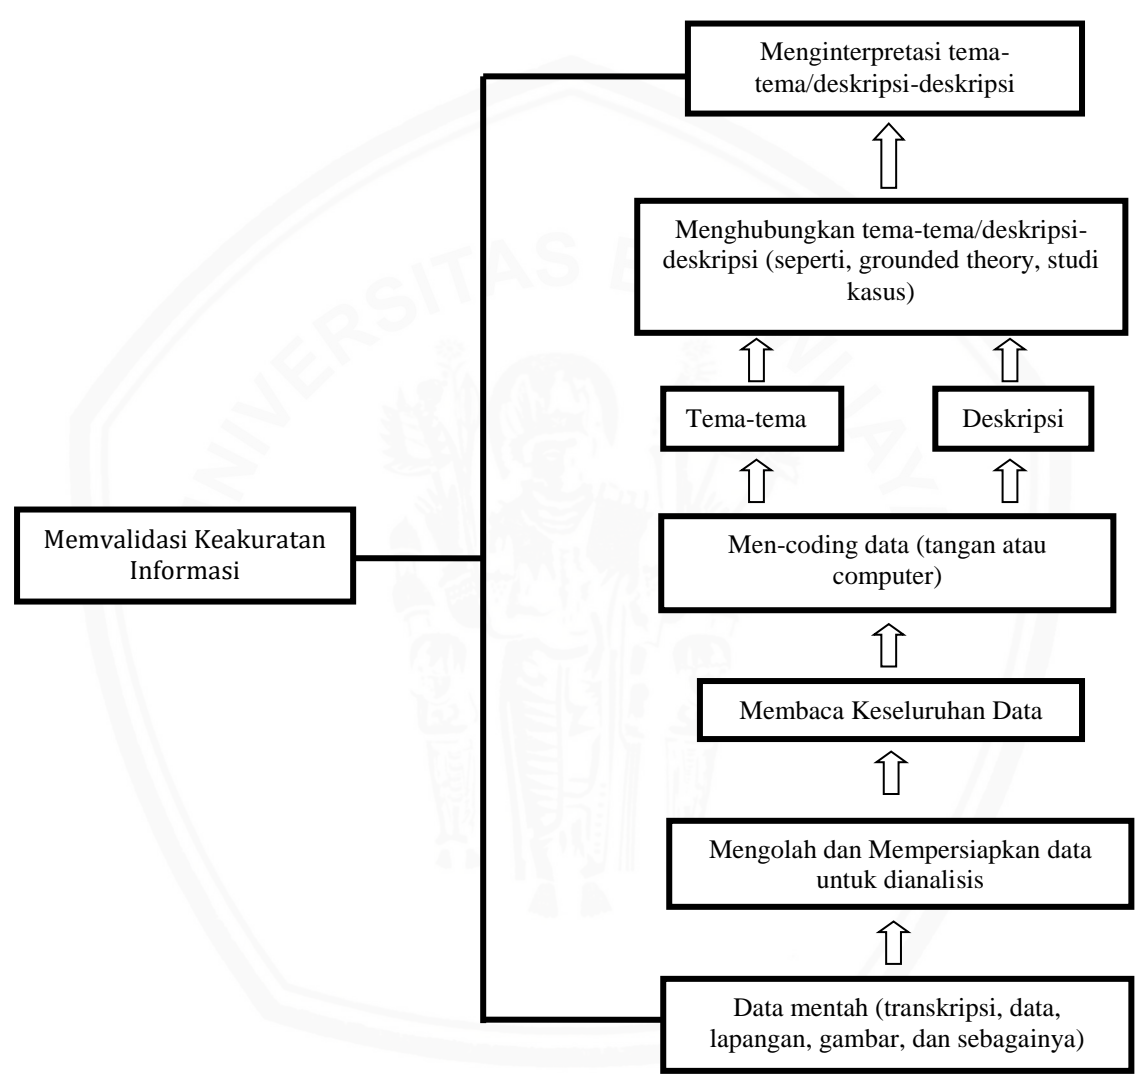 Menginterpretasi tema-
tema/deskripsi-deskripsi
Menghubungkan tema-tema/deskripsi-
deskripsi (seperti, grounded theory, studi
kasus)
Tema-tema
Deskripsi
Memvalidasi Keakuratan
Informasi
Men-coding data (tangan atau
computer)
Membaca Keseluruhan Data
Mengolah dan Mempersiapkan data
untuk dianalisis
Data mentah (transkripsi, data,
lapangan, gambar, dan sebagainya)
UNIVERSITAS